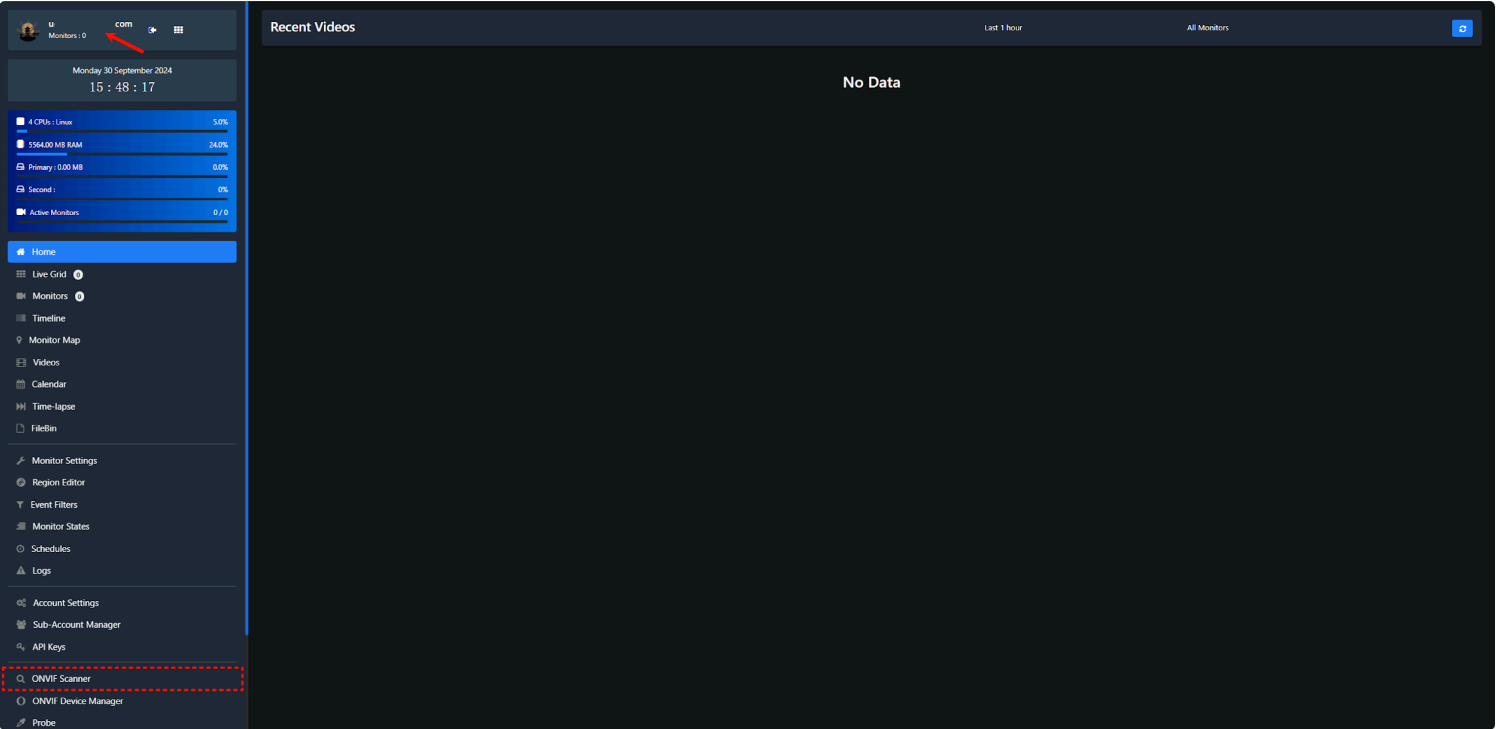 u com
Monitors : 0
Monday 30 September 2024
15 : 48 : 17
4 CPUs : Linux 5.0%
5564.00 MB RAM 24.0%
Primary : 0.00 MB 0.0%
Second : 0%
Active Monitors 0 / 0
Home
Live Grid 0
Monitors 0
Timeline
Monitor Map
Videos
Calendar
Time-lapse
FileBin
Monitor Settings
Region Editor
Event Filters
Monitor States
Schedules
Logs
Account Settings
Sub-Account Manager
API Keys
ONVIF Scanner
ONVIF Device Manager
Probe
Recent Videos Last 1 hour All Monitors
No Data